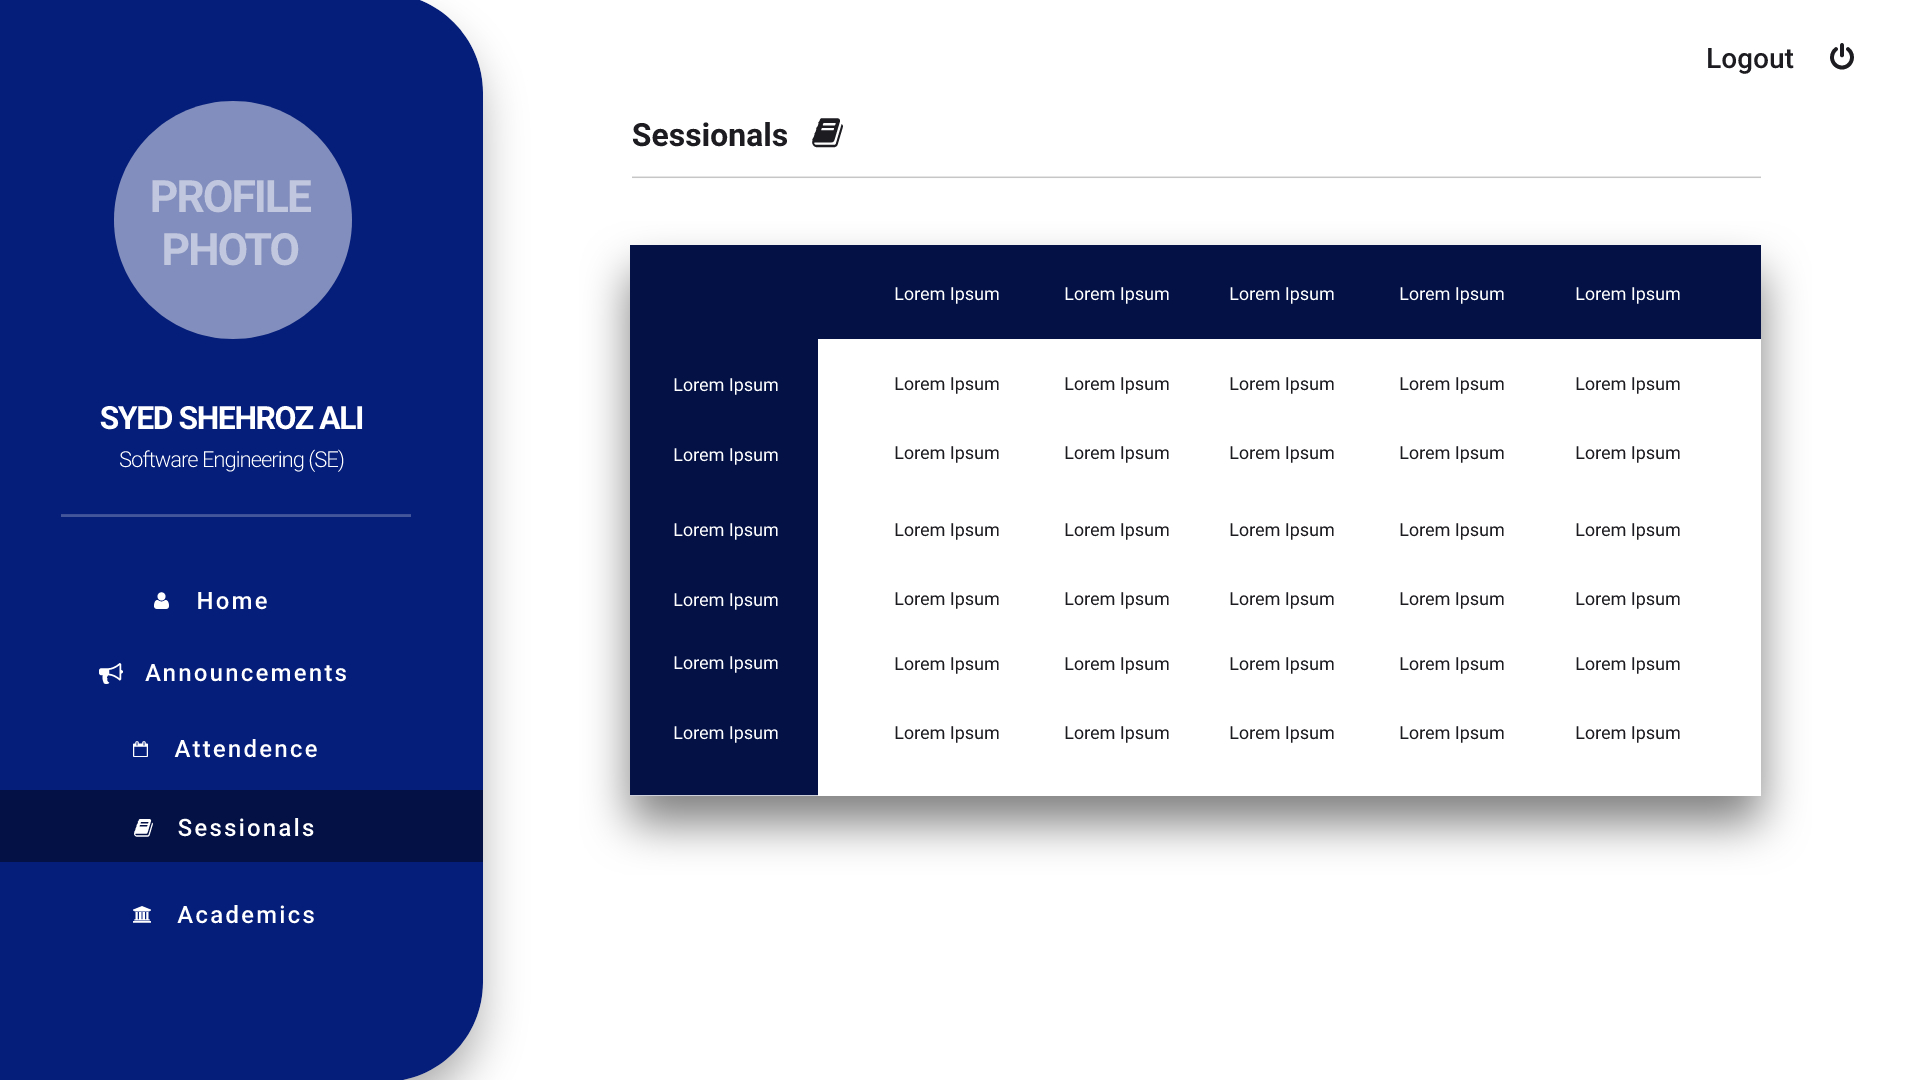 Logout
Sessionals
PROFILE
PHOTO
SYED SHEHROZ ALI
Software Engineering (SE)
Home
Announcements
Attendence
Sessionals
Academics
Lorem Ipsum Lorem Ipsum Lorem Ipsum Lorem Ipsum Lorem Ipsum
Lorem Ipsum Lorem Ipsum Lorem Ipsum Lorem Ipsum Lorem Ipsum Lorem Ipsum
Lorem Ipsum Lorem Ipsum Lorem Ipsum Lorem Ipsum Lorem Ipsum Lorem Ipsum
Lorem Ipsum Lorem Ipsum Lorem Ipsum Lorem Ipsum Lorem Ipsum Lorem Ipsum
Lorem Ipsum Lorem Ipsum Lorem Ipsum Lorem Ipsum Lorem Ipsum Lorem Ipsum
Lorem Ipsum Lorem Ipsum Lorem Ipsum Lorem Ipsum Lorem Ipsum Lorem Ipsum
Lorem Ipsum Lorem Ipsum Lorem Ipsum Lorem Ipsum Lorem Ipsum Lorem Ipsum